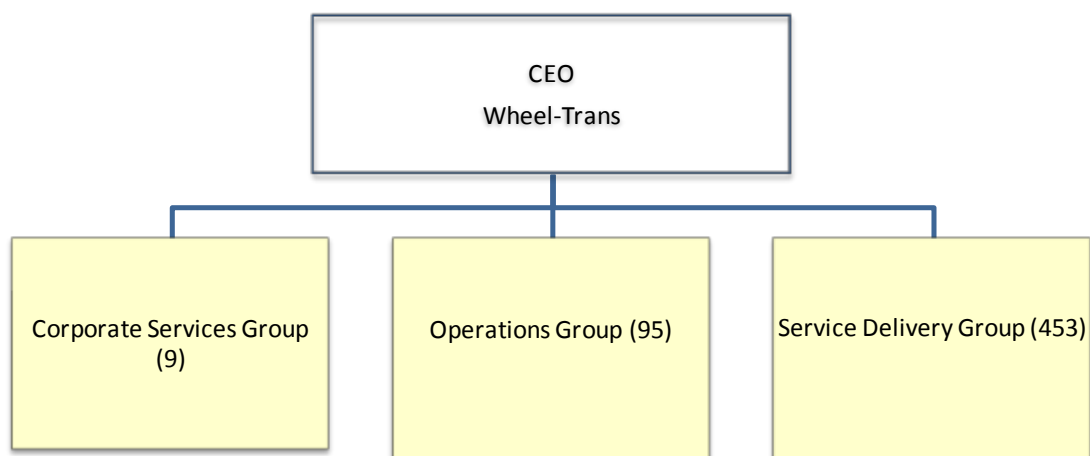 CEO
Wheel-Trans
Corporate Services Group
(9)
Operations Group (95)
Service Delivery Group (453)